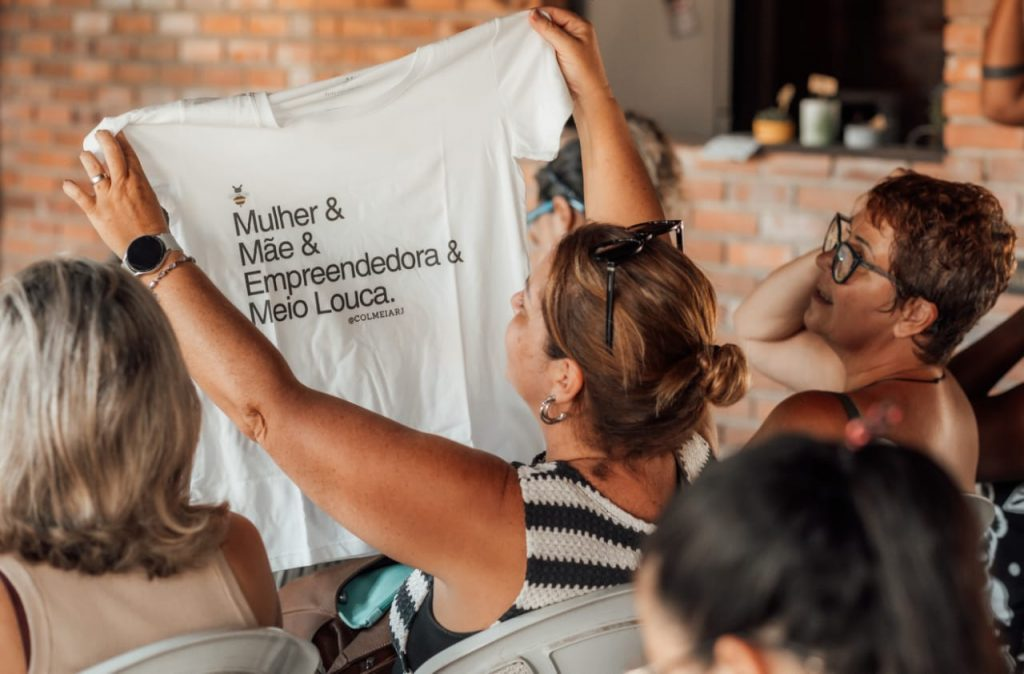 Mulher &
Mãe &
Empreendedora &
Meio Louca.
@COLMEIARJ